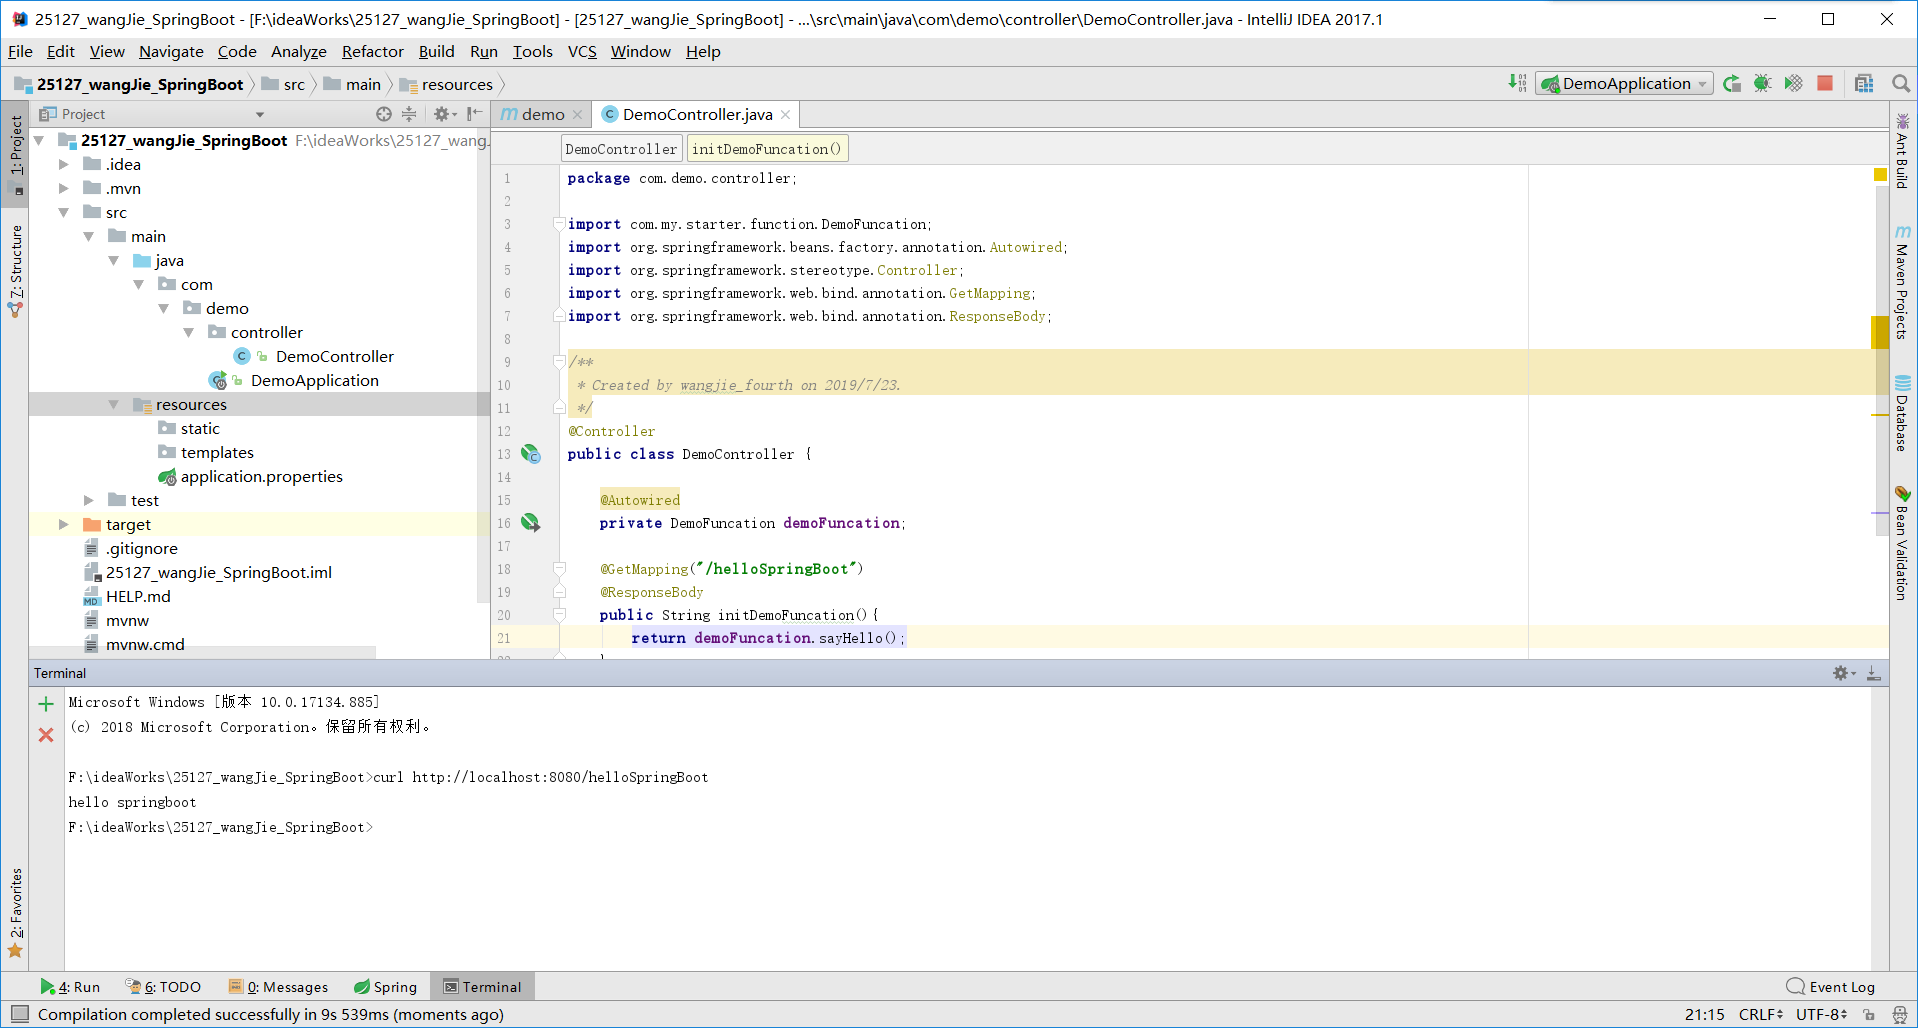 25127_wangJie_SpringBoot - [F:\ideaWorks\25127_wangJie_SpringBoot] - [25127_wangJie_SpringBoot] - ...\src\main\java\com\demo\controller\DemoController.java - IntelliJ IDEA 2017.1
File Edit View Navigate Code Analyze Refactor Build Run Tools VCS Window Help
25127_wangJie_SpringBoot src main resources DemoApplication
1: Project
Z: Structure
2: Favorites
Project
25127_wangJie_SpringBoot F:\ideaWorks\25127_wang
.idea
.mvn
src
main
java
com
demo
controller
DemoController
DemoApplication
resources
static
templates
application.properties
test
target
.gitignore
25127_wangJie_SpringBoot.iml
HELP.md
mvnw
mvnw.cmd
demo DemoController.java
DemoController initDemoFuncation()
1 package com.demo.controller;
2
3 import com.my.starter.function.DemoFuncation;
4 import org.springframework.beans.factory.annotation.Autowired;
5 import org.springframework.stereotype.Controller;
6 import org.springframework.web.bind.annotation.GetMapping;
7 import org.springframework.web.bind.annotation.ResponseBody;
8
9 /**
10 * Created by wangjie_fourth on 2019/7/23.
11 */
12 @Controller
13 public class DemoController {
14
15 @Autowired
16 private DemoFuncation demoFuncation;
17
18 @GetMapping("/helloSpringBoot")
19 @ResponseBody
20 public String initDemoFuncation(){
21 return demoFuncation.sayHello();
Ant Build
Maven Projects
Database
Bean Validation
Terminal
Microsoft Windows [版本 10.0.17134.885]
(c) 2018 Microsoft Corporation。保留所有权利。
F:\ideaWorks\25127_wangJie_SpringBoot>curl http://localhost:8080/helloSpringBoot
hello springboot
F:\ideaWorks\25127_wangJie_SpringBoot>
4: Run 6: TODO 0: Messages Spring Terminal Event Log
Compilation completed successfully in 9s 539ms (moments ago) 21:15 CRLF UTF-8